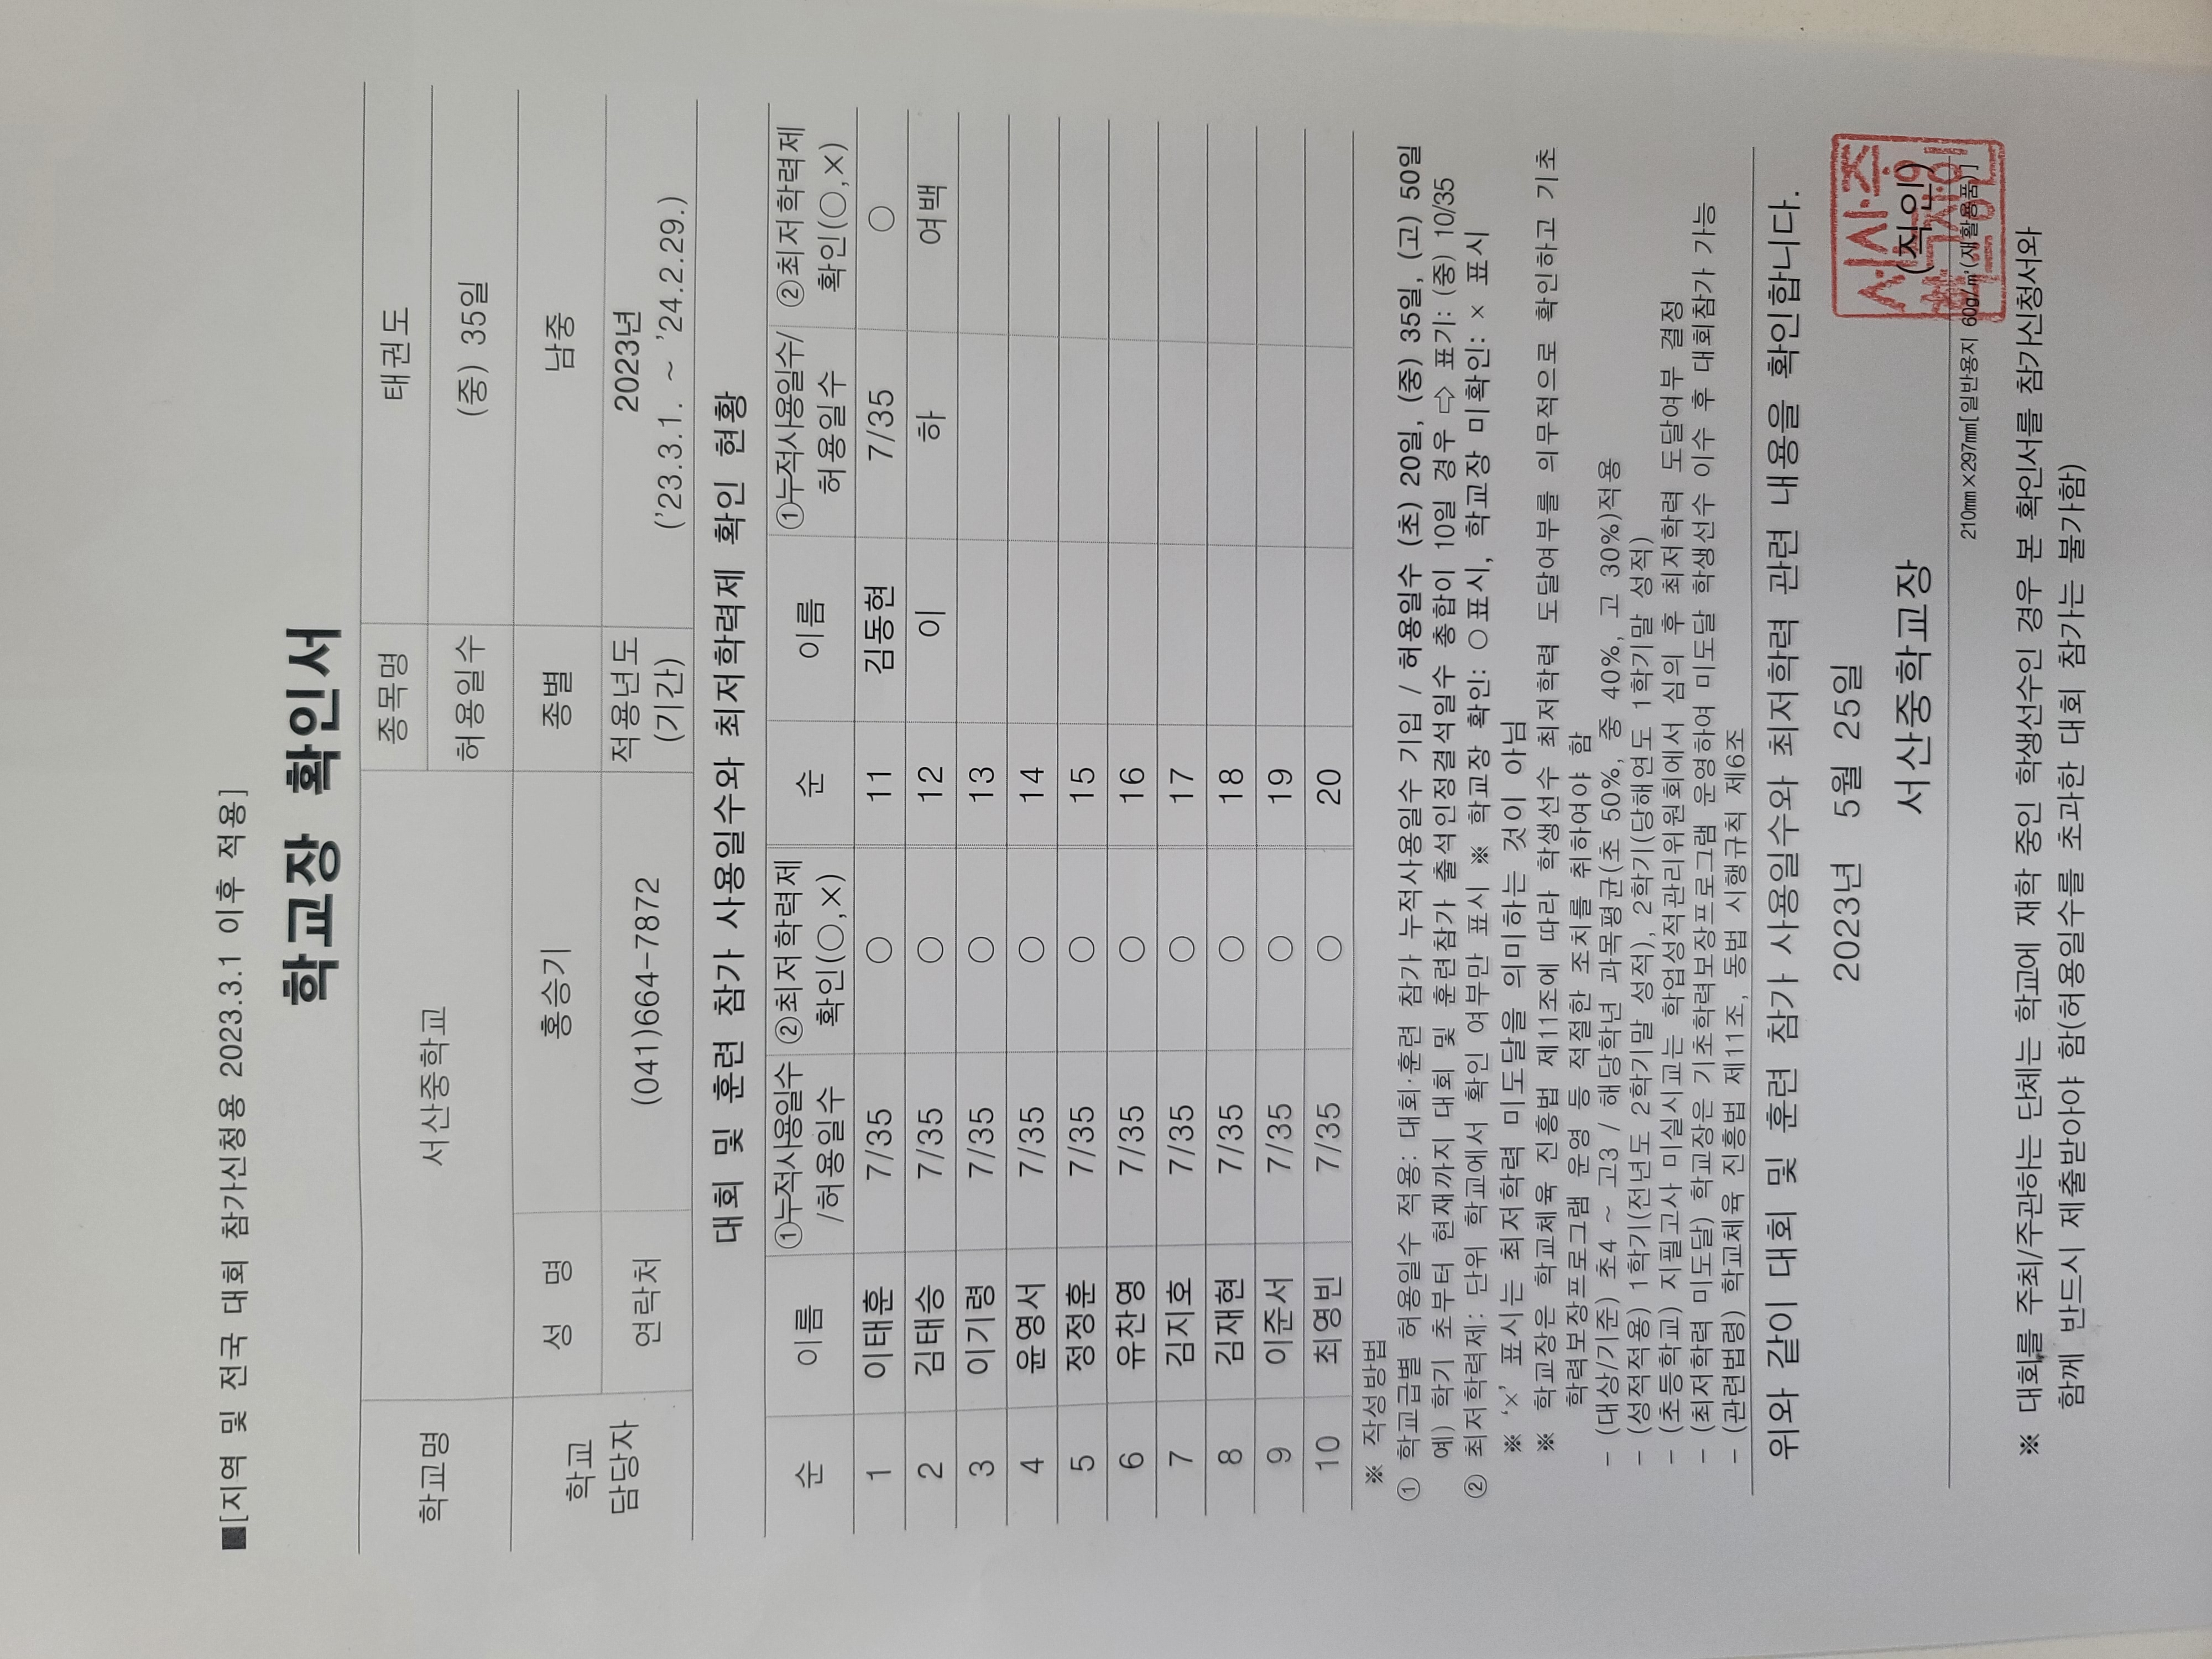 ■[지역 및 전국 대회 참가신청용 2023.3.1 이후 적용]
학교장 확인서
학교명 서산중학교 종목명 태권도
허용일수 (중) 35일
학교 담당자 성 명 홍승기 종별 남중
연락처 (041)664-7872 적용년도 (기간) 2023년 ('23.3.1. ~ '24.2.29.)
대회 및 훈련 참가 사용일수와 최저학력제 확인 현황
순 이름 ①누적사용일수 /허용일수 ②최저학력제 확인(○,×) 순 이름 ①누적사용일수/ 허용일수 ②최저학력제 확인(○,×)
1 이태훈 7/35 ○ 11 김동현 7/35 ○
2 김태승 7/35 ○ 12 이 하 여백
3 이기령 7/35 ○ 13
4 윤영서 7/35 ○ 14
5 정정훈 7/35 ○ 15
6 유찬영 7/35 ○ 16
7 김지호 7/35 ○ 17
8 김재현 7/35 ○ 18
9 이준서 7/35 ○ 19
10 최영빈 7/35 ○ 20
※ 작성방법
① 학교급별 허용일수 적용: 대회·훈련 참가 누적사용일수 기입 / 허용일수 (초) 20일, (중) 35일, (고) 50일
예) 학기 초부터 현재까지 대회 및 훈련참가 출석인정결석일수 총합이 10일 경우 ⇨ 표기: (중) 10/35
② 최저학력제: 단위 학교에서 확인 여부만 표시 ※ 학교장 확인: ○표시, 학교장 미확인: × 표시
※ '×' 표시는 최저학력 미도달을 의미하는 것이 아님
※ 학교장은 학교체육 진흥법 제11조에 따라 학생선수 최저학력 도달여부를 의무적으로 확인하고 기초
학력보장프로그램 운영 등 적절한 조치를 취하여야 함
- (대상/기준) 초4 ~ 고3 / 해당학년 과목평균(초 50%, 중 40%, 고 30%)적용
- (성적적용) 1학기(전년도 2학기말 성적), 2학기(당해연도 1학기말 성적)
- (초등학교) 지필고사 미실시교는 학업성적관리위원회에서 심의 후 최저학력 도달여부 결정
- (최저학력 미도달) 학교장은 기초학력보장프로그램 운영하여 미도달 학생선수 이수 후 대회참가 가능
- (관련법령) 학교체육 진흥법 제11조, 동법 시행규칙 제6조
위와 같이 대회 및 훈련 참가 사용일수와 최저학력 관련 내용을 확인합니다.
2023년 5월 25일
서산중학교장 (직인)
210㎜×297㎜[일반용지 60g/㎡(재활용품)]
※ 대회를 주최/주관하는 단체는 학교에 재학 중인 학생선수인 경우 본 확인서를 참가신청서와
함께 반드시 제출받아야 함(허용일수를 초과한 대회 참가는 불가함)